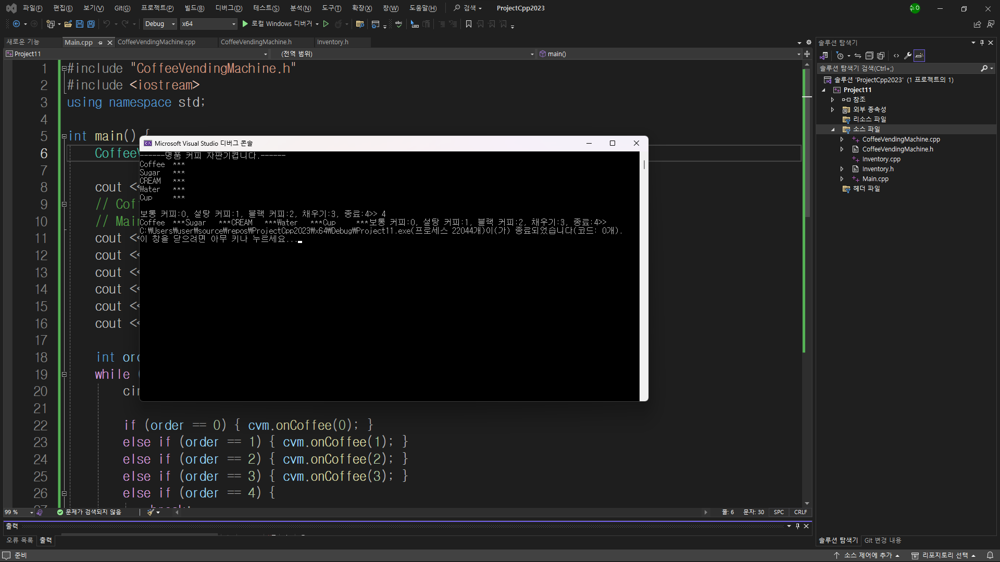 파일(F) 편집(E) 보기(V) Git(G) 프로젝트(P) 빌드(B) 디버그(D) 테스트(S) 분석(N) 도구(T) 확장(X) 창(W) 도움말(H) 검색 ProjectCpp2023 수O
Debug x64 로컬 Windows 디버거
새로운 기능 Main.cpp CoffeeVendingMachine.cpp CoffeeVendingMachine.h Inventory.h
Project11 (전역 범위) main()
1 #include "CoffeeVendingMachine.h"
2 #include <iostream>
3 using namespace std;
4
5 int main() {
6 Coffee
7
8 cout <<
9 // Cof
10 // Mai
11 cout <<
12 cout <<
13 cout <<
14 cout <<
15 cout <<
16 cout <<
17
18 int ord
19 while (
20 cin
21
22 if (order == 0) { cvm.onCoffee(0); }
23 else if (order == 1) { cvm.onCoffee(1); }
24 else if (order == 2) { cvm.onCoffee(2); }
25 else if (order == 3) { cvm.onCoffee(3); }
26 else if (order == 4) {
27 break;
Microsoft Visual Studio 디버그 콘솔
------명품 커피 자판기켭니다.------
Coffee ***
Sugar ***
CREAM ***
Water ***
Cup ***
보통 커피:0, 설탕 커피:1, 블랙 커피:2, 채우기:3, 종료:4>> 4
Coffee ***Sugar ***CREAM ***Water ***Cup ***보통 커피:0, 설탕 커피:1, 블랙 커피:2, 채우기:3, 종료:4>>
C:₩Users₩user₩source₩repos₩ProjectCpp2023₩x64₩Debug₩Project11.exe(프로세스 22044개)이(가) 종료되었습니다(코드: 0개).
이 창을 닫으려면 아무 키나 누르세요...
99 % 문제가 검색되지 않음 줄: 6 문자: 30 SPC CRLF
출력
오류 목록 출력
준비
솔루션 탐색기
솔루션 탐색기 검색(Ctrl+;)
솔루션 'ProjectCpp2023' (1 프로젝트의 1)
Project11
참조
외부 종속성
리소스 파일
소스 파일
CoffeeVendingMachine.cpp
CoffeeVendingMachine.h
Inventory.cpp
Inventory.h
Main.cpp
헤더 파일
솔루션 탐색기 Git 변경 내용
소스 제어에 추가 리포지토리 선택